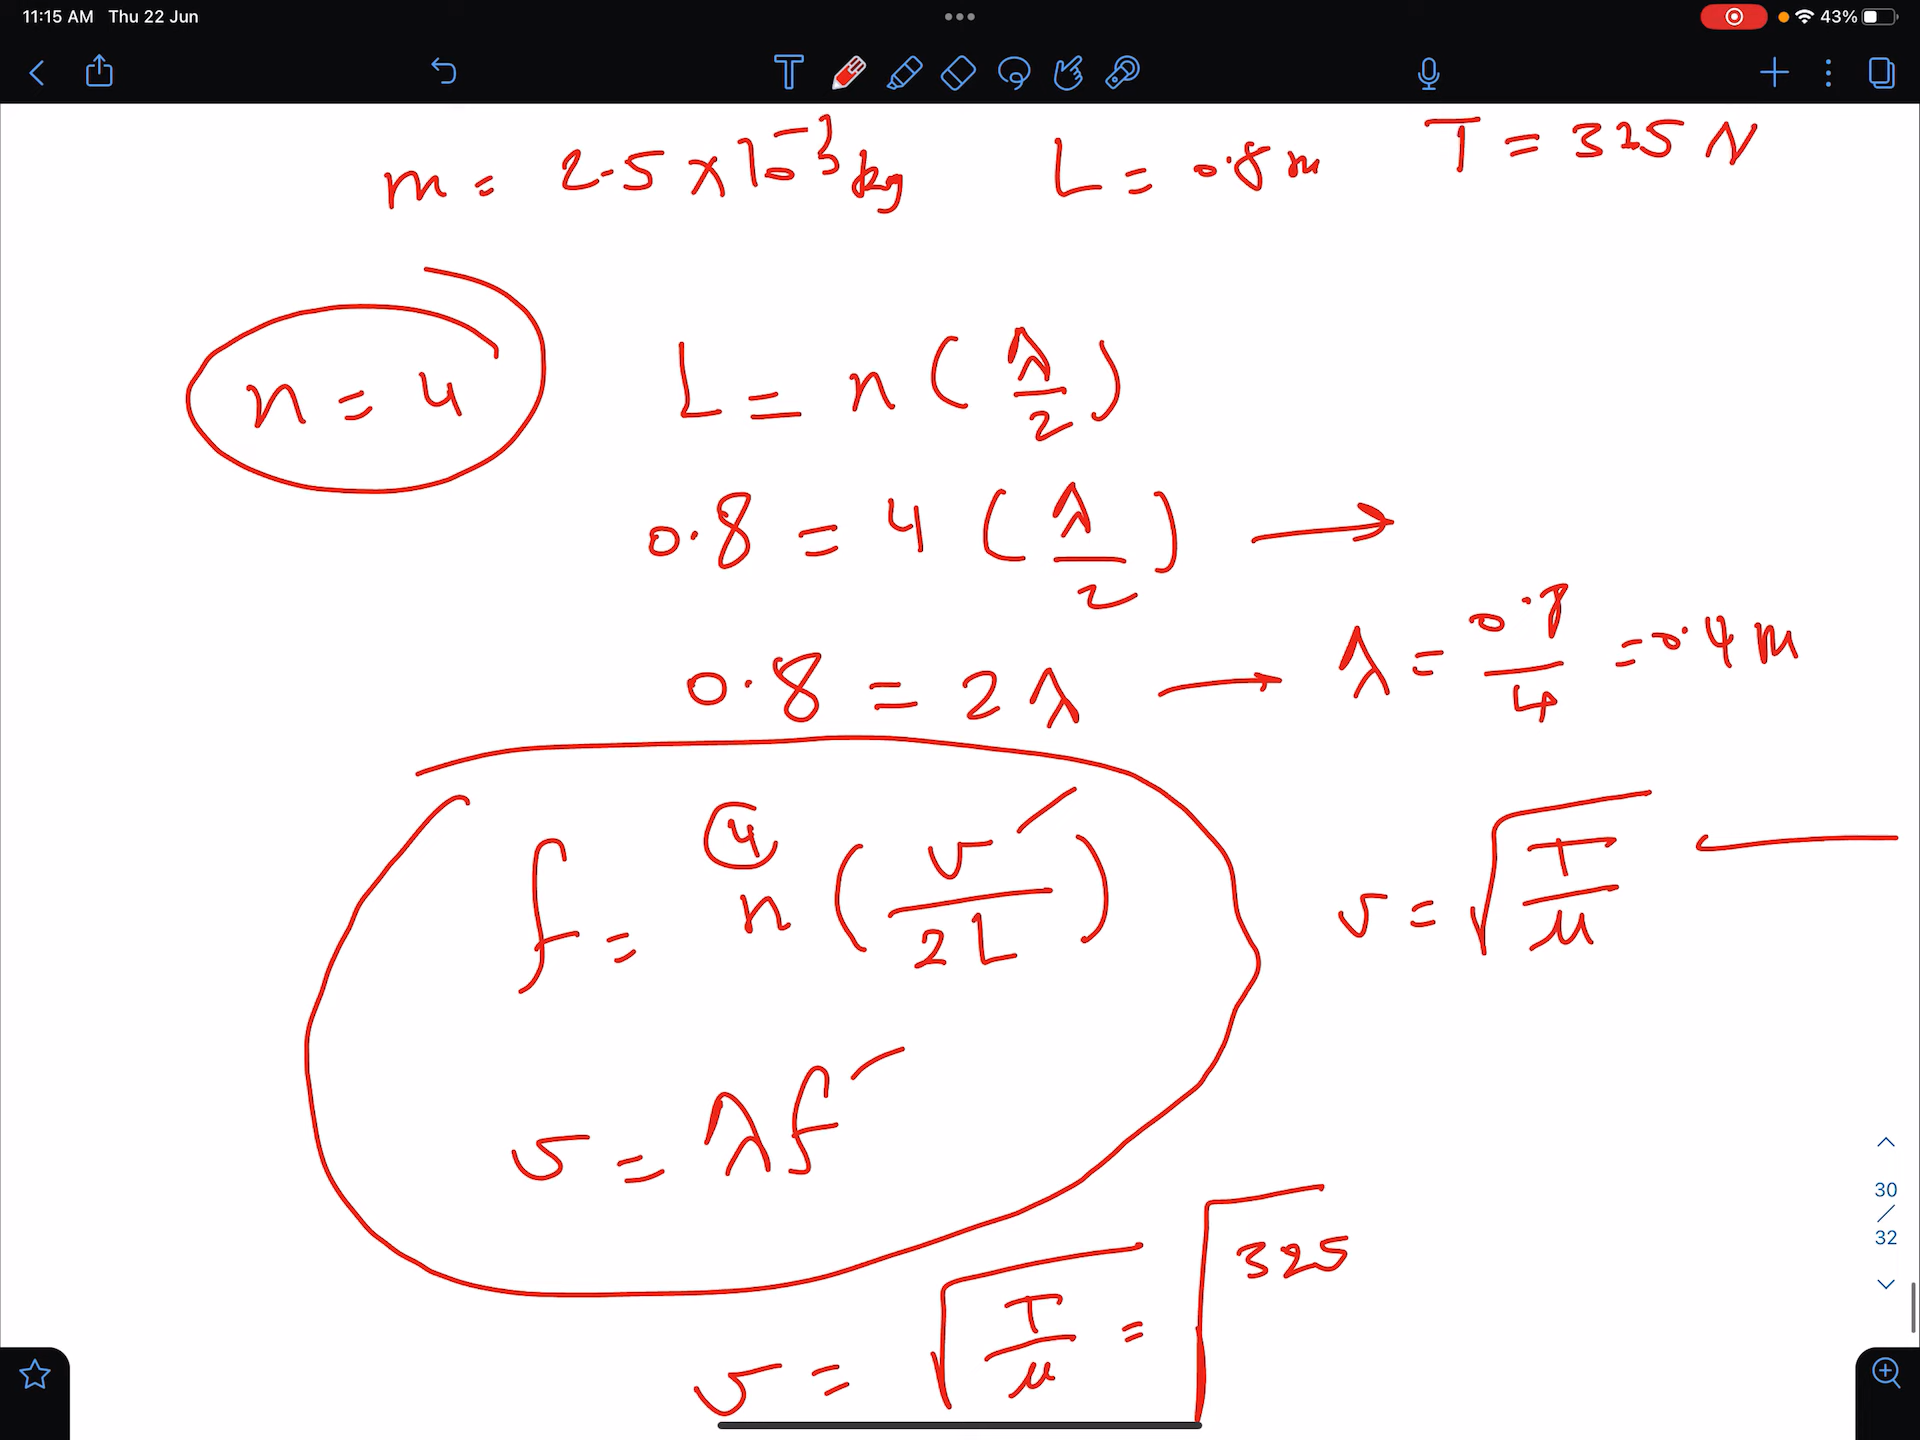 11:15 AM Thu 22 Jun
43%
T
m = 2.5 x 10^-3 kg L = 0.8 m T = 325 N
n = 4 L = n (λ/2)
0.8 = 4 (λ/2) →
0.8 = 2λ → λ = 0.8/4 = 0.4 m
4
f = n (v/2L) v = √(T/μ)
v = λf
30
/
32
v = √(T/μ) = √325